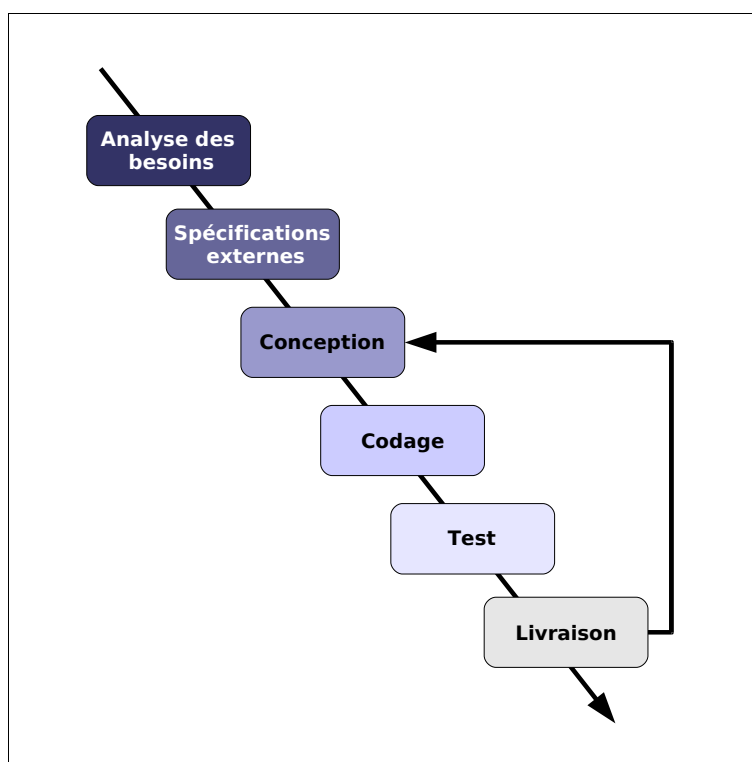 Analyse des
besoins
Spécifications
externes
Conception
Codage
Test
Livraison